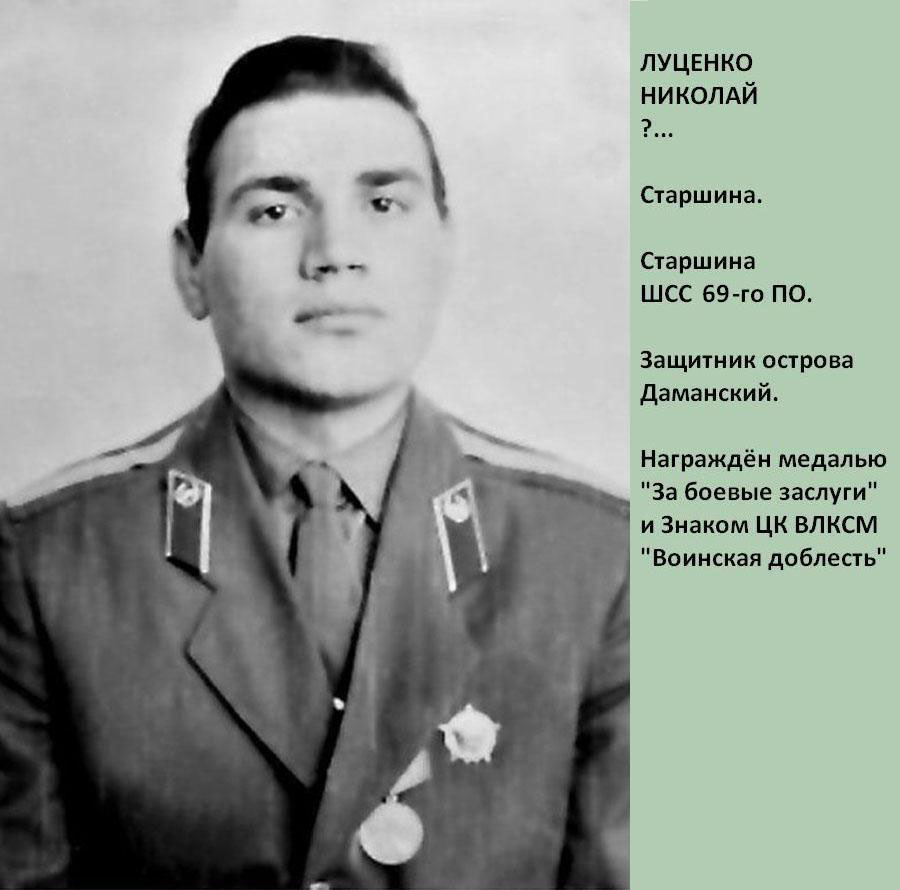 ЛУЦЕНКО
НИКОЛАЙ
?...
Старшина.
Старшина
ШСС 69-го ПО.
Защитник острова
Даманский.
Награждён медалью
"За боевые заслуги"
и Знаком ЦК ВЛКСМ
"Воинская доблесть"